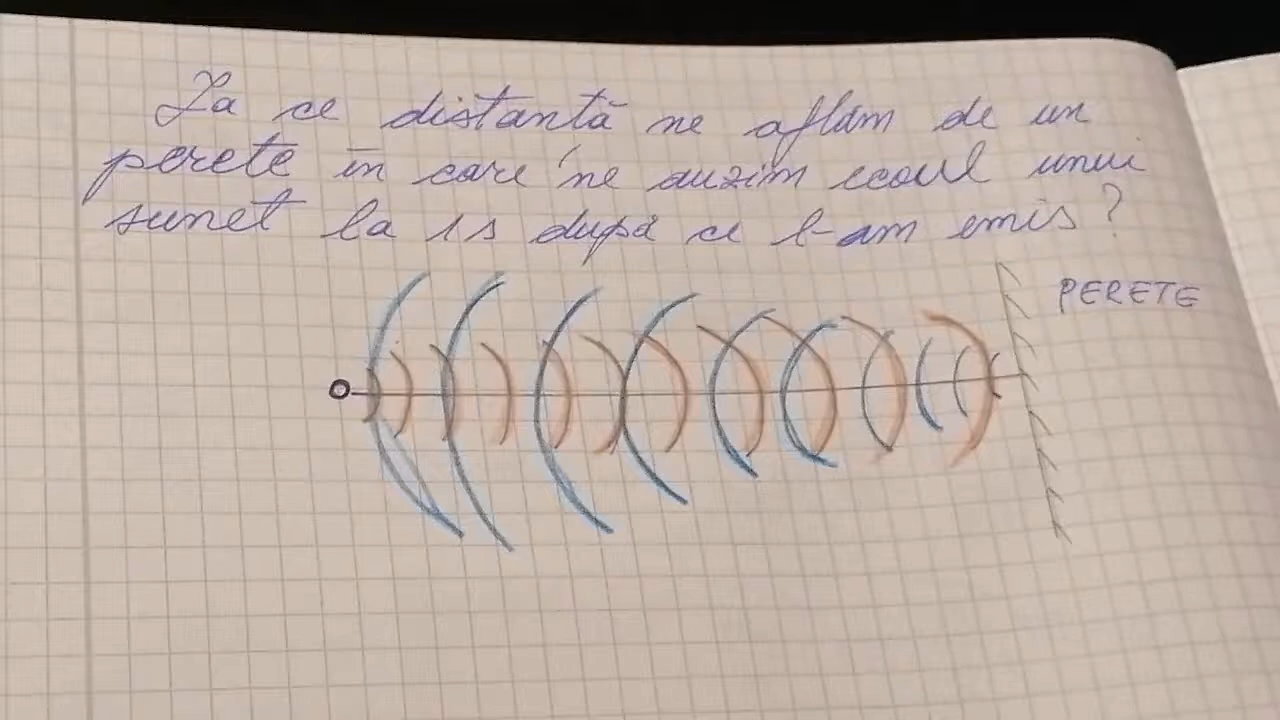 La ce distantă ne aflăm de un
perete în care ne auzim ecoul unui
sunet la 1s după ce l-am emis?
PERETE